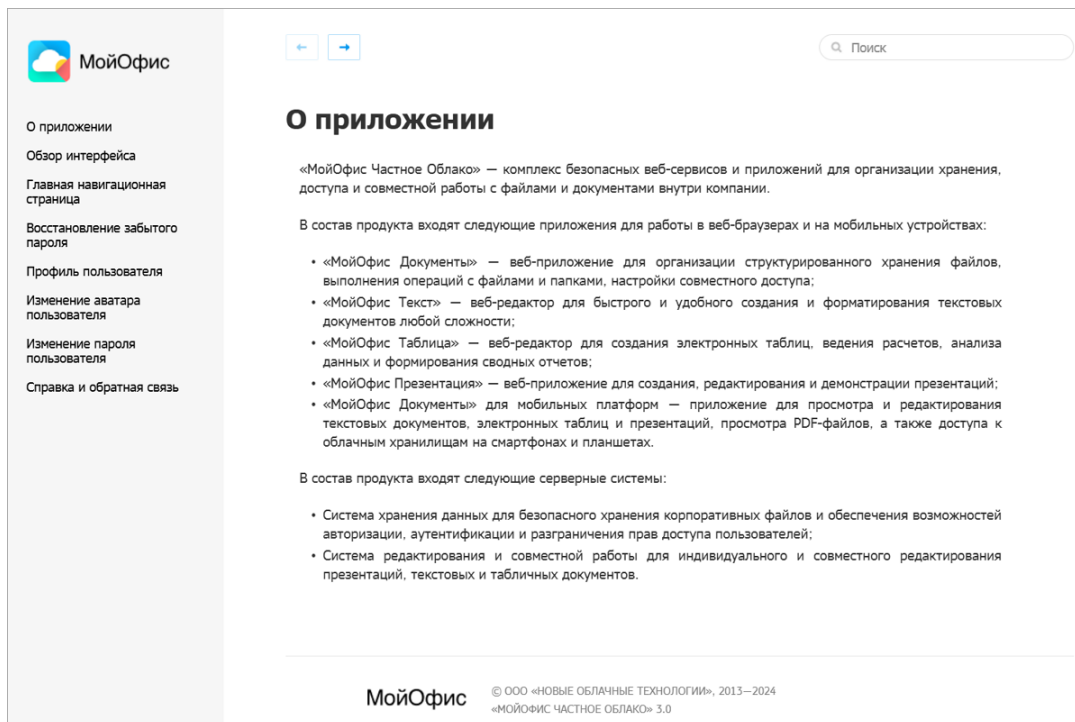 МойОфис
О приложении
Обзор интерфейса
Главная навигационная
страница
Восстановление забытого
пароля
Профиль пользователя
Изменение аватара
пользователя
Изменение пароля
пользователя
Справка и обратная связь
← →
Поиск
О приложении
«МойОфис Частное Облако» — комплекс безопасных веб-сервисов и приложений для организации хранения,
доступа и совместной работы с файлами и документами внутри компании.
В состав продукта входят следующие приложения для работы в веб-браузерах и на мобильных устройствах:
• «МойОфис Документы» — веб-приложение для организации структурированного хранения файлов,
выполнения операций с файлами и папками, настройки совместного доступа;
• «МойОфис Текст» — веб-редактор для быстрого и удобного создания и форматирования текстовых
документов любой сложности;
• «МойОфис Таблица» — веб-редактор для создания электронных таблиц, ведения расчетов, анализа
данных и формирования сводных отчетов;
• «МойОфис Презентация» — веб-приложение для создания, редактирования и демонстрации презентаций;
• «МойОфис Документы» для мобильных платформ — приложение для просмотра и редактирования
текстовых документов, электронных таблиц и презентаций, просмотра PDF-файлов, а также доступа к
облачным хранилищам на смартфонах и планшетах.
В состав продукта входят следующие серверные системы:
• Система хранения данных для безопасного хранения корпоративных файлов и обеспечения возможностей
авторизации, аутентификации и разграничения прав доступа пользователей;
• Система редактирования и совместной работы для индивидуального и совместного редактирования
презентаций, текстовых и табличных документов.
МойОфис
© ООО «НОВЫЕ ОБЛАЧНЫЕ ТЕХНОЛОГИИ», 2013—2024
«МОЙОФИС ЧАСТНОЕ ОБЛАКО» 3.0